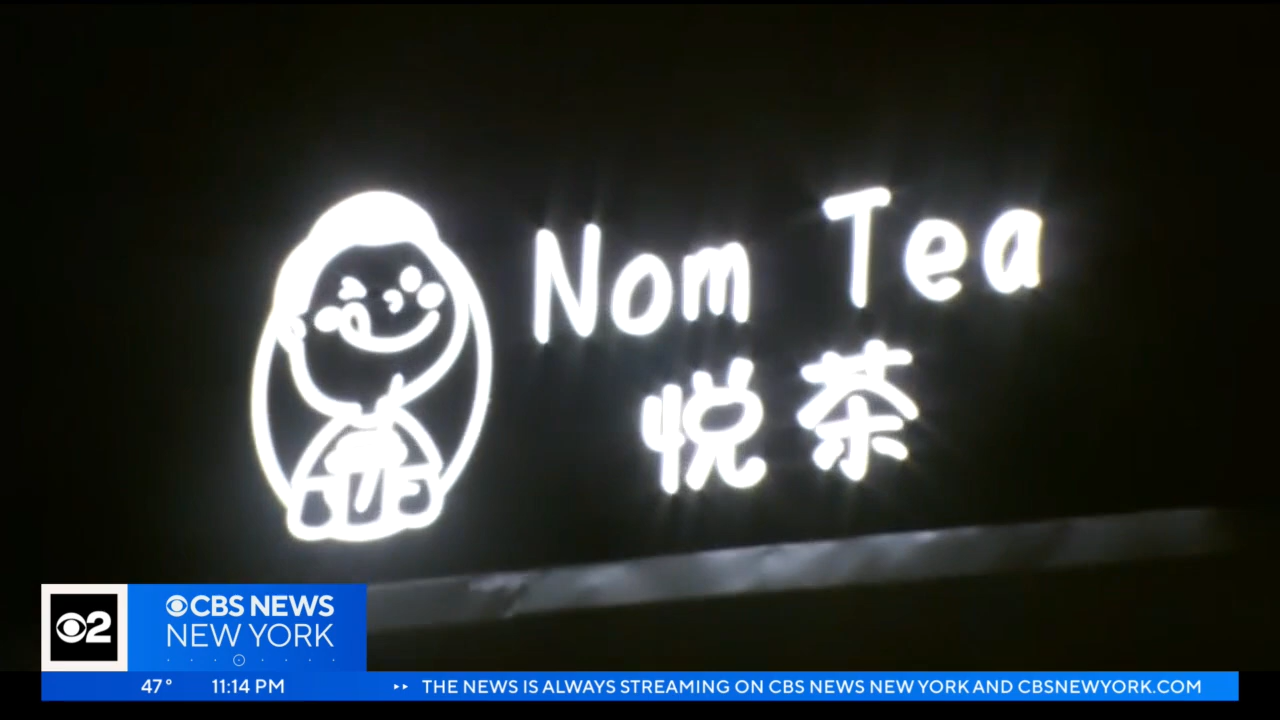 Nom Tea
悦茶
2
CBS NEWS
NEW YORK
47° 11:14 PM THE NEWS IS ALWAYS STREAMING ON CBS NEWS NEW YORK AND CBSNEWYORK.COM